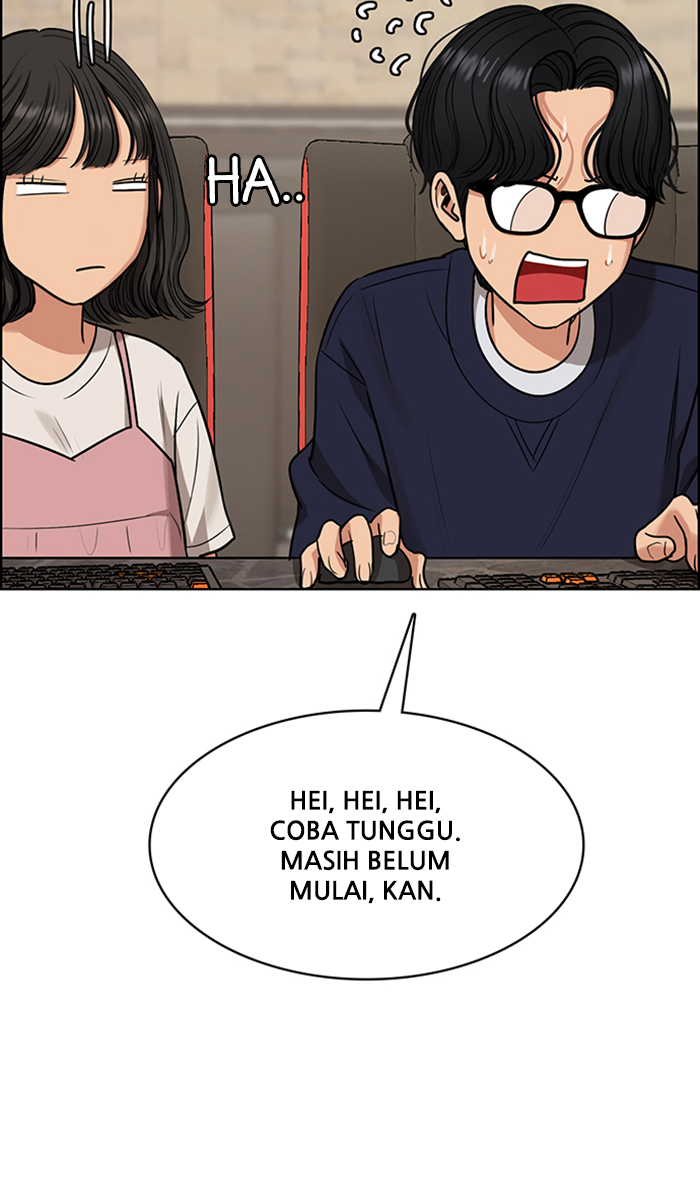 HA..
HEI, HEI, HEI,
COBA TUNGGU.
MASIH BELUM
MULAI, KAN.